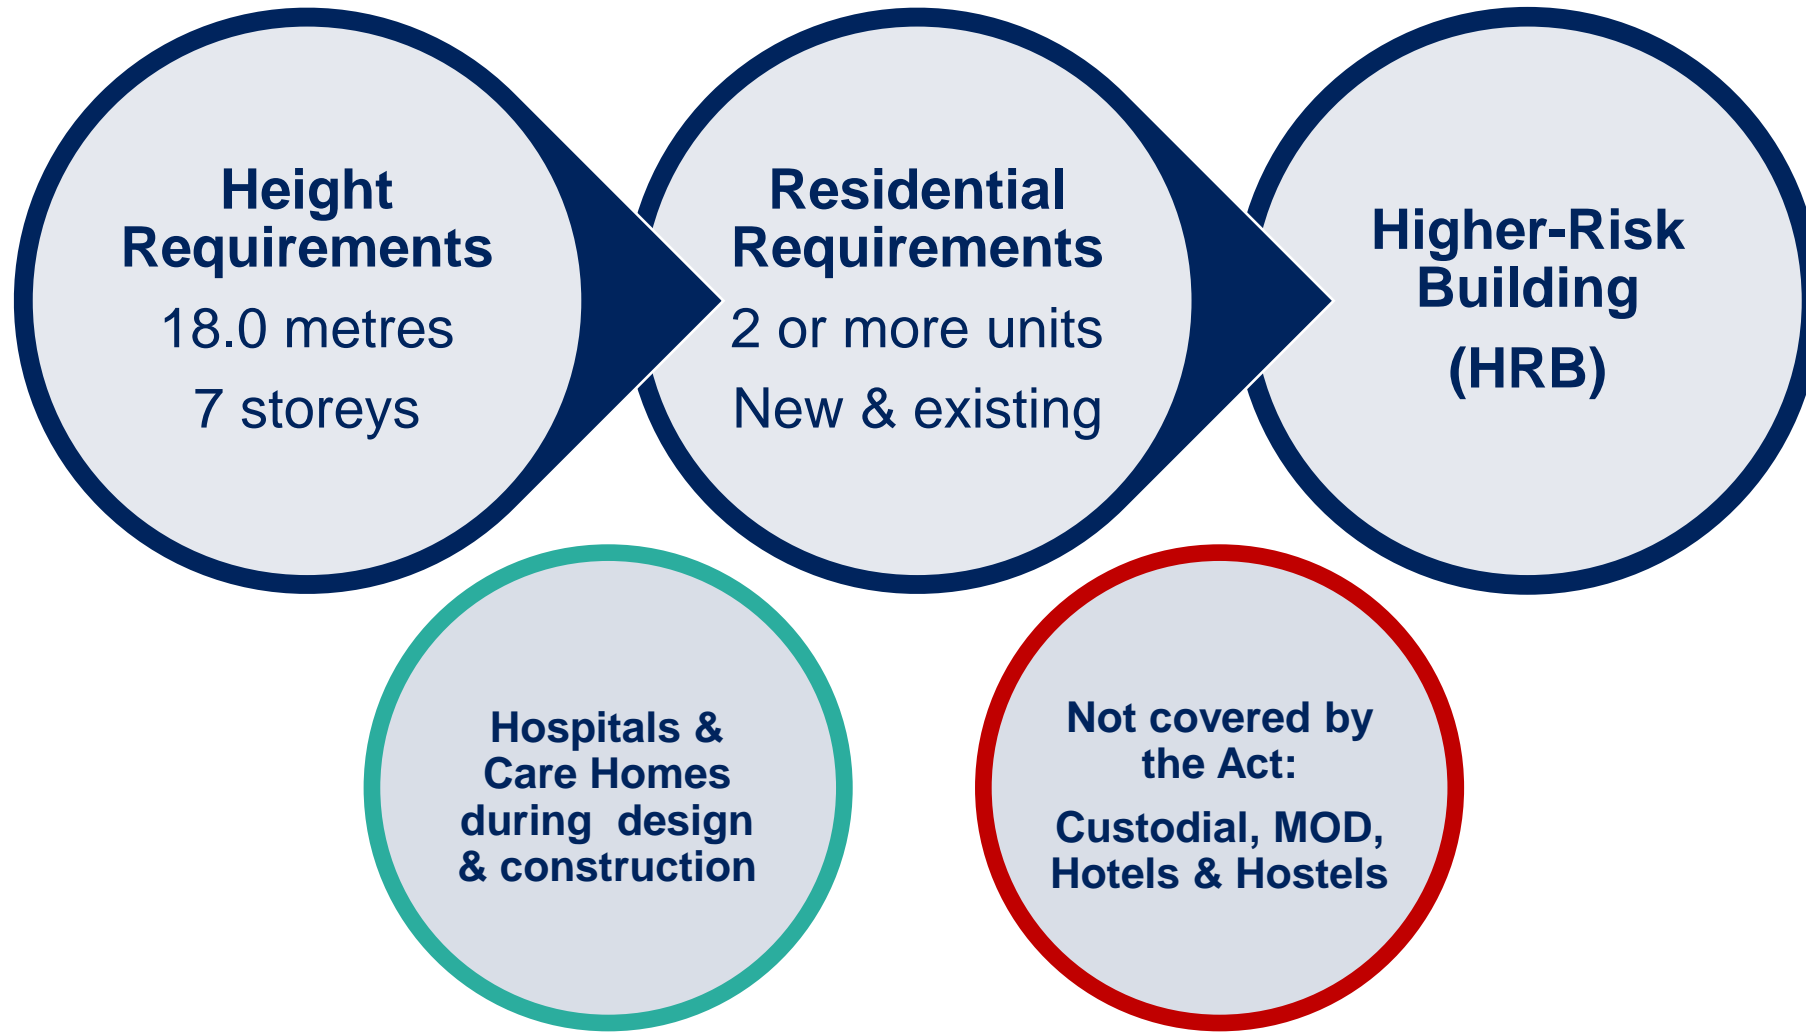 Height
Requirements
18.0 metres
7 storeys
Residential
Requirements
2 or more units
New & existing
Higher-Risk
Building
(HRB)
Hospitals &
Care Homes
during  design
& construction
Not covered by
the Act:
Custodial, MOD,
Hotels & Hostels